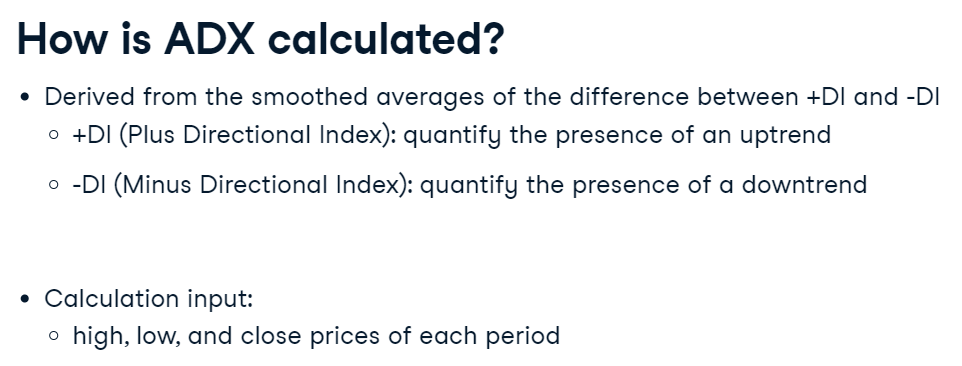 How is ADX calculated?
• Derived from the smoothed averages of the difference between +DI and -DI
◦ +DI (Plus Directional Index): quantify the presence of an uptrend
◦ -DI (Minus Directional Index): quantify the presence of a downtrend
• Calculation input:
◦ high, low, and close prices of each period